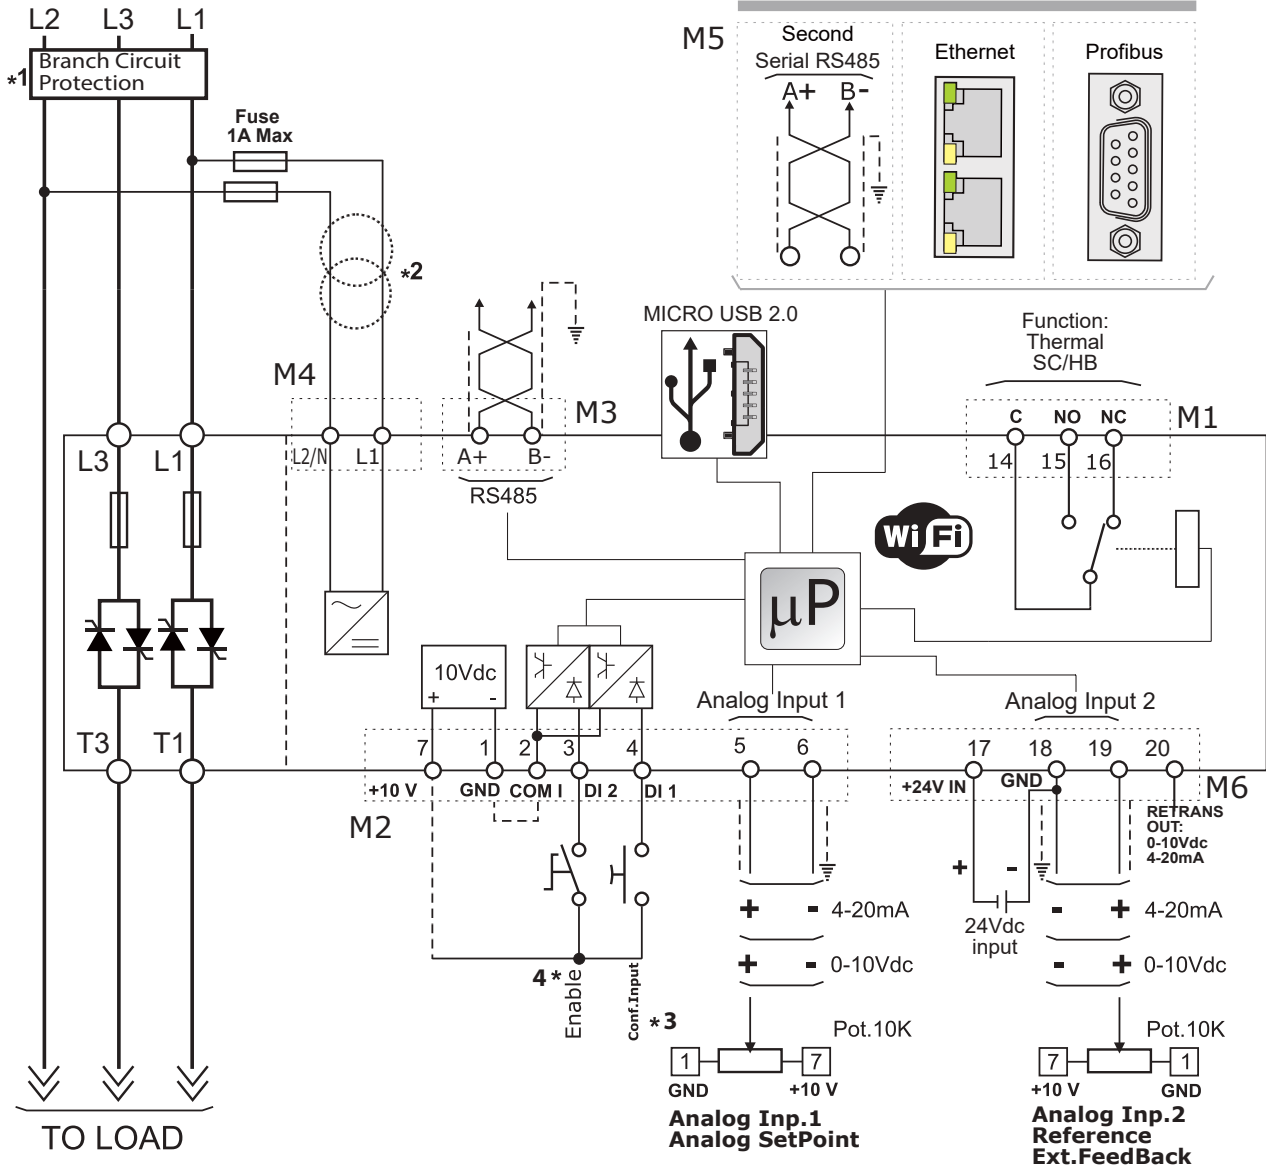 L2 L3 L1
Branch Circuit
Protection
*1
Fuse
1A Max
*2
M5
Second
Serial RS485
A+ B-
Ethernet
Profibus
MICRO USB 2.0
Function:
Thermal
SC/HB
M4
M3
C NO NC
M1
14 15 16
L3 L1
L2/N L1
A+ B-
RS485
Wi Fi
µP
10Vdc
+ -
Analog Input 1
Analog Input 2
T3 T1
7 1 2 3 4 5 6
17 18 19 20
+10 V GND COM I DI 2 DI 1
+24V IN GND
M2
M6
RETRANS
OUT:
0-10Vdc
4-20mA
+ -
24Vdc
input
+ - 4-20mA
- + 4-20mA
+ - 0-10Vdc
- + 0-10Vdc
4*
Enable
Conf.Input
*3
Pot.10K
1 7
GND +10 V
Analog Inp.1
Analog SetPoint
Pot.10K
7 1
+10 V GND
Analog Inp.2
Reference
Ext.FeedBack
TO LOAD